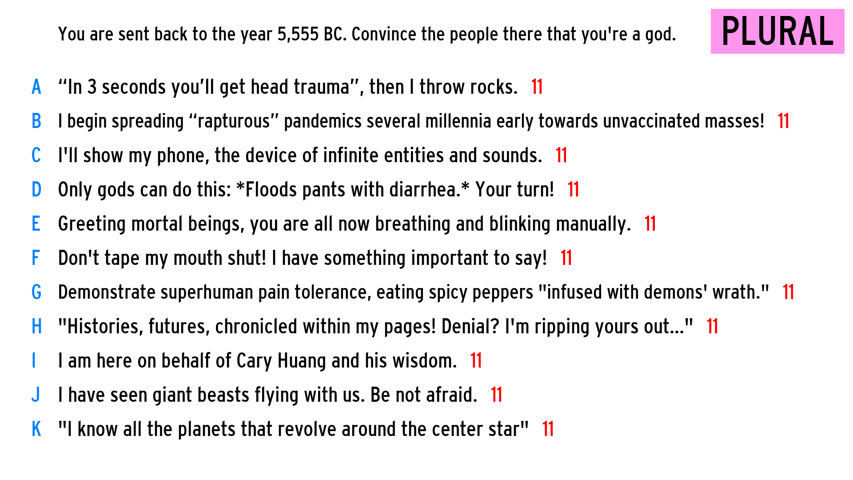 You are sent back to the year 5,555 BC. Convince the people there that you're a god.
PLURAL
A “In 3 seconds you’ll get head trauma”, then I throw rocks. 11
B I begin spreading “rapturous” pandemics several millennia early towards unvaccinated masses! 11
C I'll show my phone, the device of infinite entities and sounds. 11
D Only gods can do this: *Floods pants with diarrhea.* Your turn! 11
E Greeting mortal beings, you are all now breathing and blinking manually. 11
F Don't tape my mouth shut! I have something important to say! 11
G Demonstrate superhuman pain tolerance, eating spicy peppers "infused with demons' wrath." 11
H "Histories, futures, chronicled within my pages! Denial? I'm ripping yours out..." 11
I I am here on behalf of Cary Huang and his wisdom. 11
J I have seen giant beasts flying with us. Be not afraid. 11
K "I know all the planets that revolve around the center star" 11